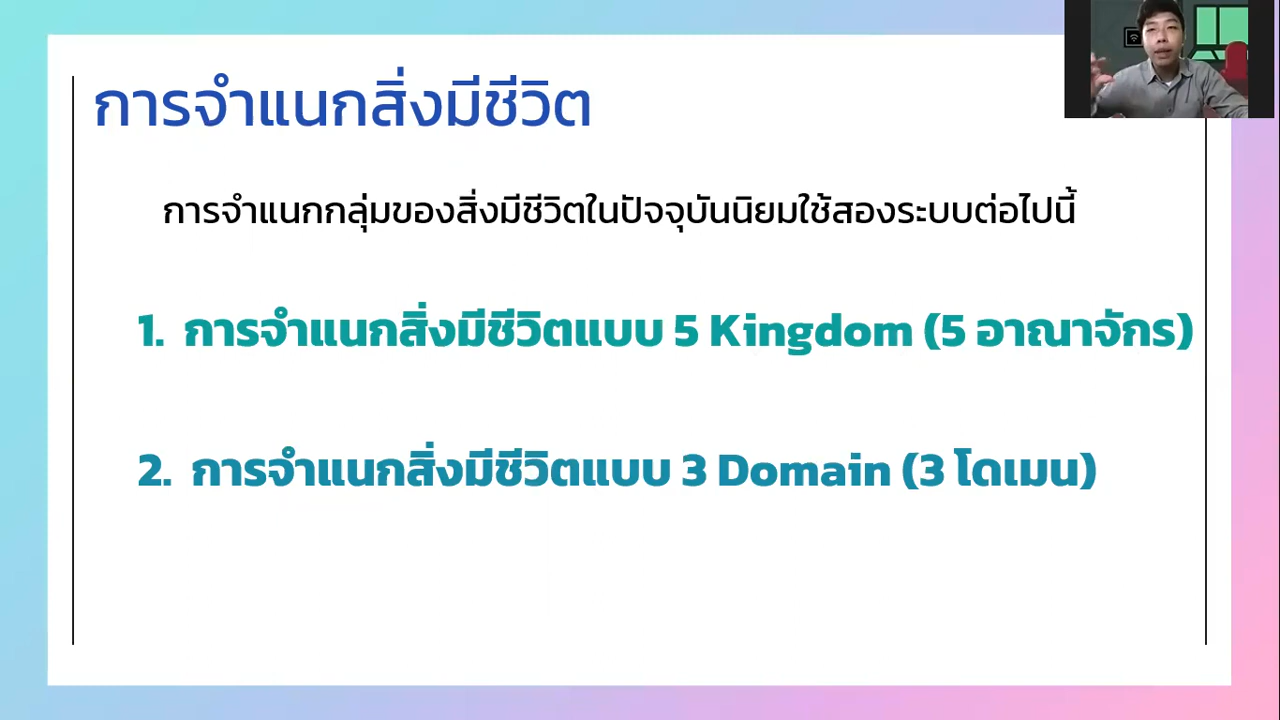 การจำแนกสิ่งมีชีวิต
การจำแนกกลุ่มของสิ่งมีชีวิตในปัจจุบันนิยมใช้สองระบบต่อไปนี้
1. การจำแนกสิ่งมีชีวิตแบบ 5 Kingdom (5 อาณาจักร)
2. การจำแนกสิ่งมีชีวิตแบบ 3 Domain (3 โดเมน)